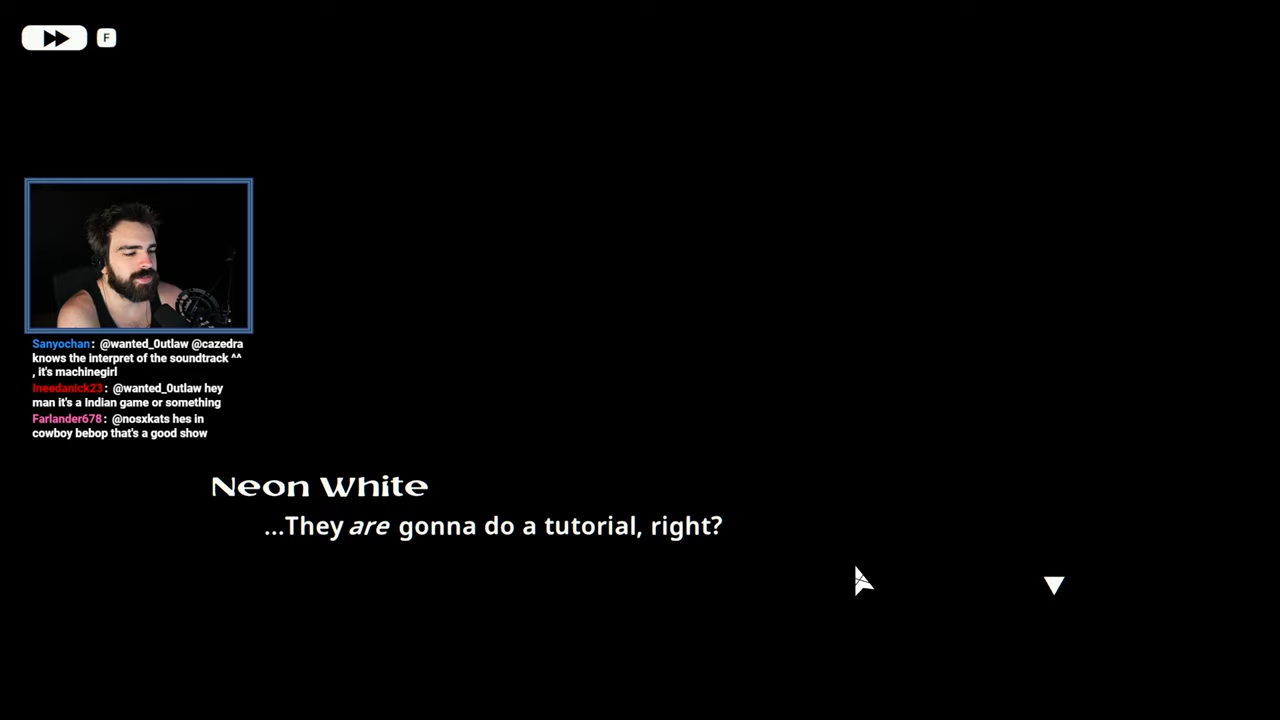 F
Sanyochan: @wanted_0utlaw @cazedra
knows the interpret of the soundtrack ^^
, it's machinegirl
Ineedanick23: @wanted_0utlaw hey
man it's a Indian game or something
Farlander678: @nosxkats hes in
cowboy bebop that's a good show
Neon White
...They are gonna do a tutorial, right?